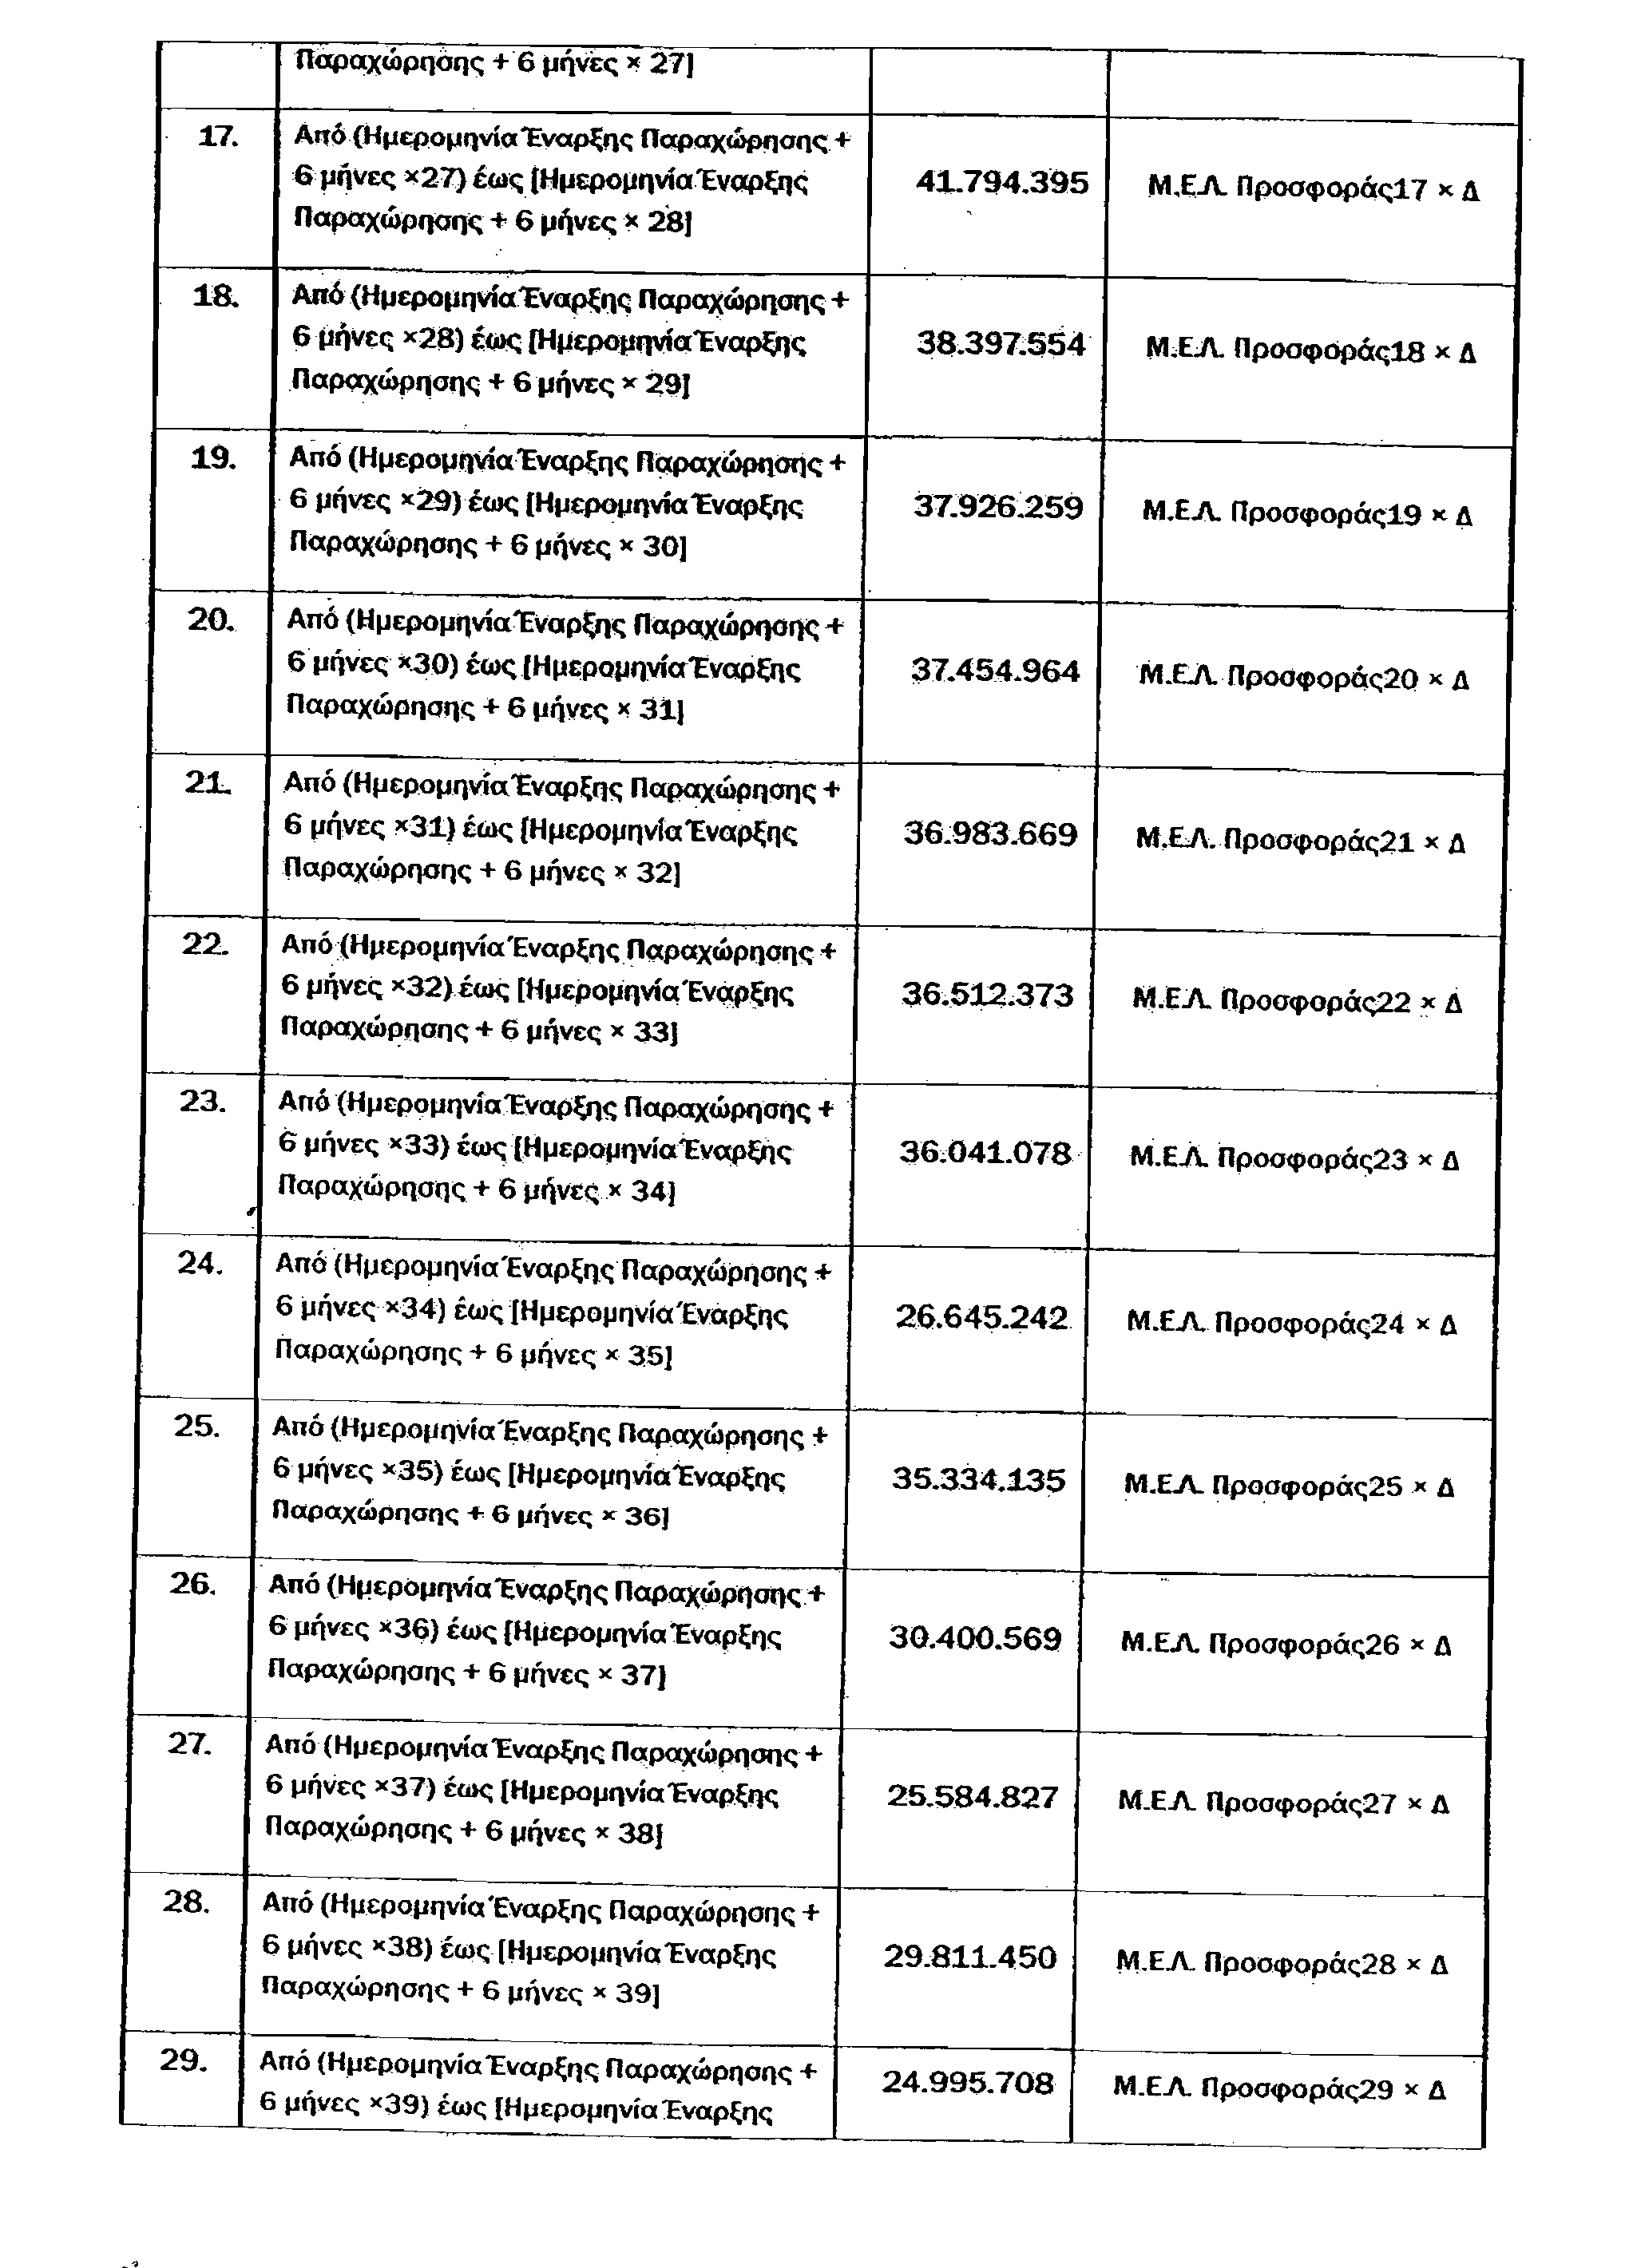 Παραχώρησης + 6 μήνες × 27]
17.
Από (Ημερομηνία Έναρξης Παραχώρησης +
6 μήνες ×27) έως [Ημερομηνία Έναρξης
Παραχώρησης + 6 μήνες × 28]
41.794.395
Μ.Ε.Λ. Προσφοράς17 × Δ
18.
Από (Ημερομηνία Έναρξης Παραχώρησης +
6 μήνες ×28) έως [Ημερομηνία Έναρξης
Παραχώρησης + 6 μήνες × 29]
38.397.554
Μ.Ε.Λ. Προσφοράς18 × Δ
19.
Από (Ημερομηνία Έναρξης Παραχώρησης +
6 μήνες ×29) έως [Ημερομηνία Έναρξης
Παραχώρησης + 6 μήνες × 30]
37.926.259
Μ.Ε.Λ. Προσφοράς19 × Δ
20.
Από (Ημερομηνία Έναρξης Παραχώρησης +
6 μήνες ×30) έως [Ημερομηνία Έναρξης
Παραχώρησης + 6 μήνες × 31]
37.454.964
Μ.Ε.Λ. Προσφοράς20 × Δ
21.
Από (Ημερομηνία Έναρξης Παραχώρησης +
6 μήνες ×31) έως [Ημερομηνία Έναρξης
Παραχώρησης + 6 μήνες × 32]
36.983.669
Μ.Ε.Λ. Προσφοράς21 × Δ
22.
Από (Ημερομηνία Έναρξης Παραχώρησης +
6 μήνες ×32) έως [Ημερομηνία Έναρξης
Παραχώρησης + 6 μήνες × 33]
36.512.373
Μ.Ε.Λ. Προσφοράς22 × Δ
23.
Από (Ημερομηνία Έναρξης Παραχώρησης +
6 μήνες ×33) έως [Ημερομηνία Έναρξης
Παραχώρησης + 6 μήνες × 34]
36.041.078
Μ.Ε.Λ. Προσφοράς23 × Δ
24.
Από (Ημερομηνία Έναρξης Παραχώρησης +
6 μήνες ×34) έως [Ημερομηνία Έναρξης
Παραχώρησης + 6 μήνες × 35]
26.645.242
Μ.Ε.Λ. Προσφοράς24 × Δ
25.
Από (Ημερομηνία Έναρξης Παραχώρησης +
6 μήνες ×35) έως [Ημερομηνία Έναρξης
Παραχώρησης + 6 μήνες × 36]
35.334.135
Μ.Ε.Λ. Προσφοράς25 × Δ
26.
Από (Ημερομηνία Έναρξης Παραχώρησης +
6 μήνες ×36) έως [Ημερομηνία Έναρξης
Παραχώρησης + 6 μήνες × 37]
30.400.569
Μ.Ε.Λ. Προσφοράς26 × Δ
27.
Από (Ημερομηνία Έναρξης Παραχώρησης +
6 μήνες ×37) έως [Ημερομηνία Έναρξης
Παραχώρησης + 6 μήνες × 38]
25.584.827
Μ.Ε.Λ. Προσφοράς27 × Δ
28.
Από (Ημερομηνία Έναρξης Παραχώρησης +
6 μήνες ×38) έως [Ημερομηνία Έναρξης
Παραχώρησης + 6 μήνες × 39]
29.811.450
Μ.Ε.Λ. Προσφοράς28 × Δ
29.
Από (Ημερομηνία Έναρξης Παραχώρησης +
6 μήνες ×39) έως [Ημερομηνία Έναρξης
24.995.708
Μ.Ε.Λ. Προσφοράς29 × Δ